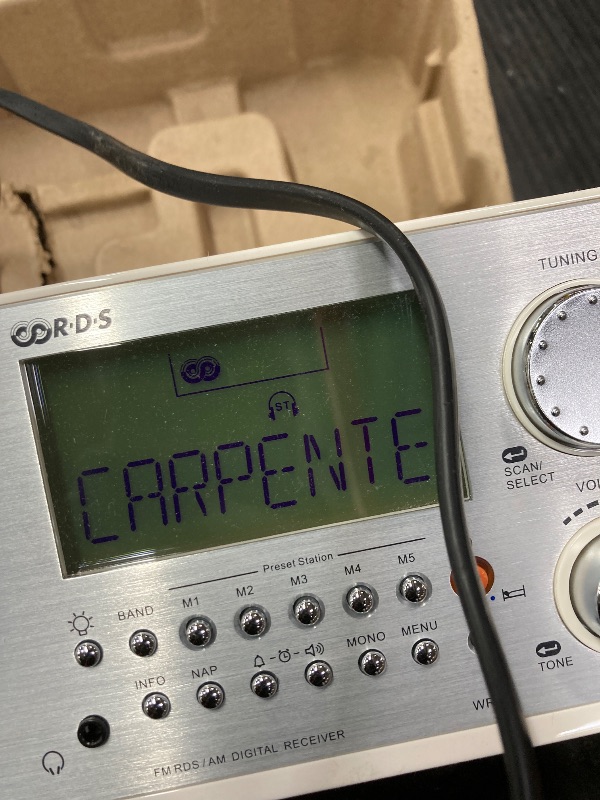 TUNING
R·D·S
ST
CARPENTE
SCAN/
SELECT
Preset Station
M1 M2 M3 M4 M5
BAND
INFO NAP MONO MENU
TONE
FM RDS / AM DIGITAL RECEIVER